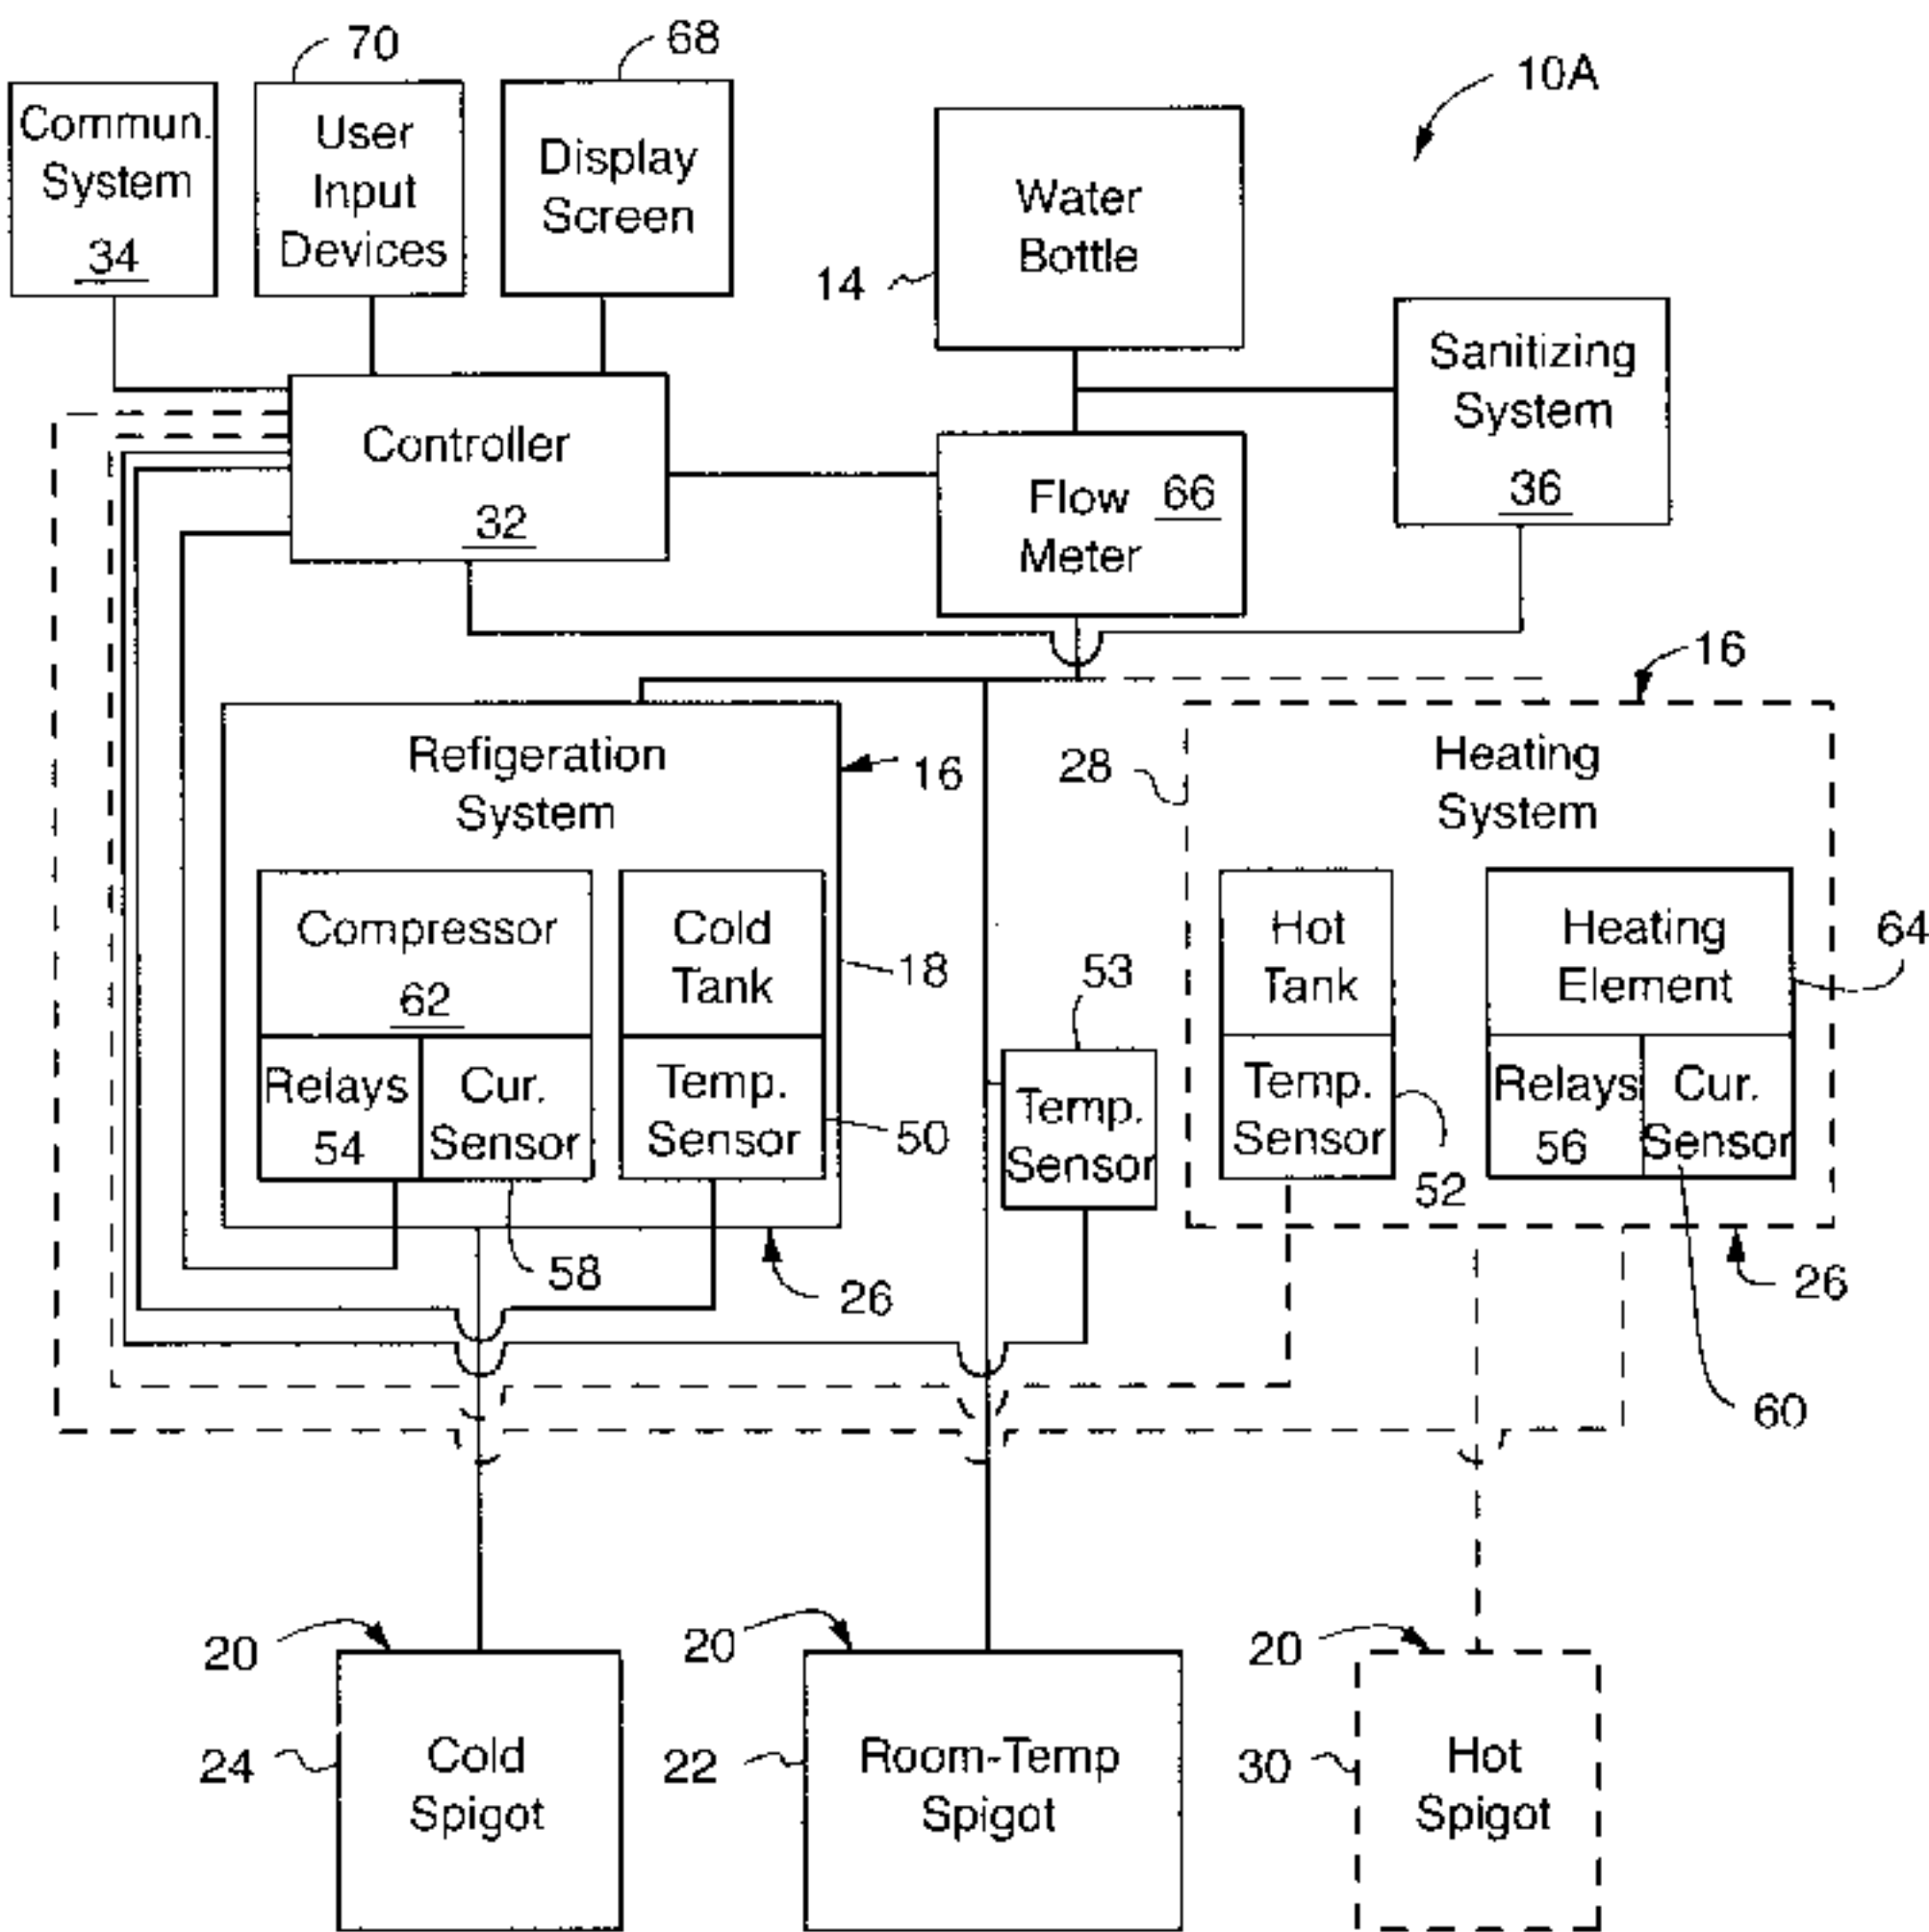 70
68
10A
Commun.
System
34
User
Input
Devices
Display
Screen
Water
Bottle
14
Sanitizing
System
36
Controller
32
Flow 66
Meter
16
Refigeration
System
16
28
Heating
System
Compressor
62
Cold
Tank
18
53
Hot
Tank
Heating
Element
64
Relays
54
Cur.
Sensor
Temp.
Sensor
50
Temp.
Sensor
Temp.
Sensor
52
Relays
56
Cur.
Sensor
58
26
26
60
20
20
20
24
Cold
Spigot
22
Room-Temp
Spigot
30
Hot
Spigot